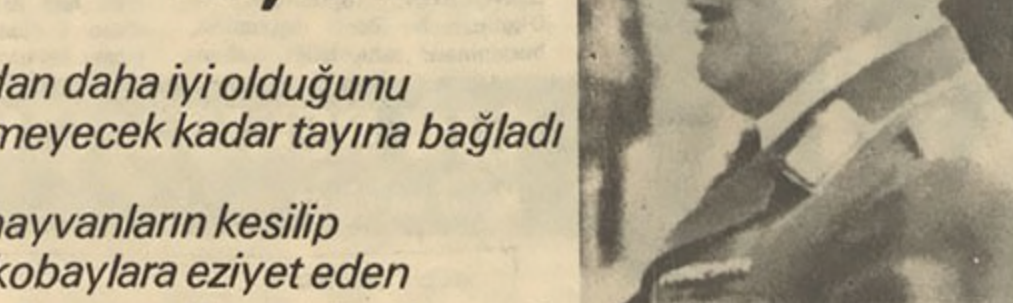 dan daha iyi olduğunu
meyecek kadar tayına bağladı
hayvanların kesilip
kobaylara eziyet eden